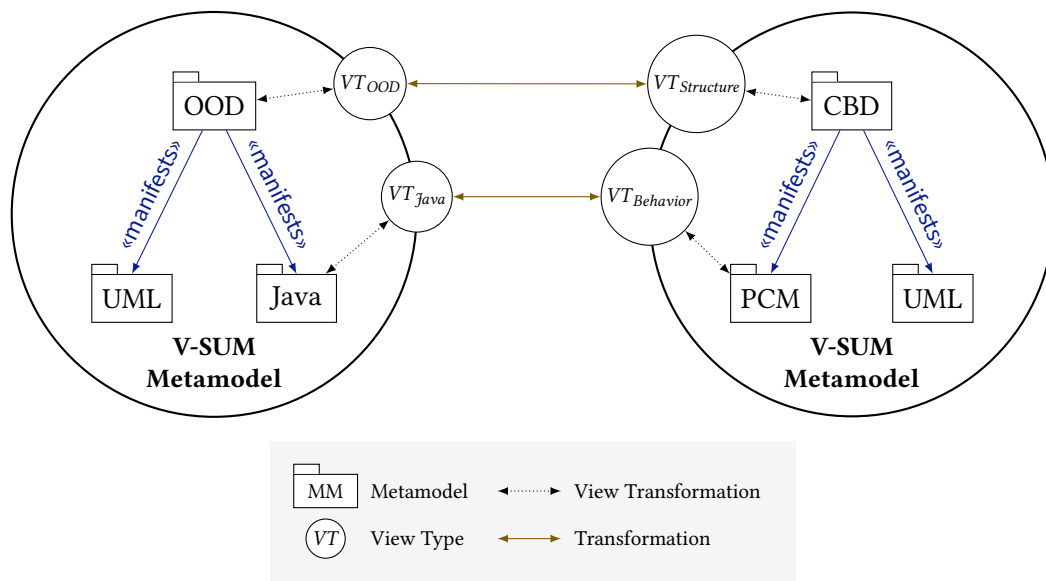 VT_OOD
VT_Structure
OOD
CBD
«manifests»
«manifests»
«manifests»
«manifests»
VT_Java
VT_Behavior
UML
Java
PCM
UML
V-SUM
Metamodel
V-SUM
Metamodel
MM
Metamodel
View Transformation
VT
View Type
Transformation